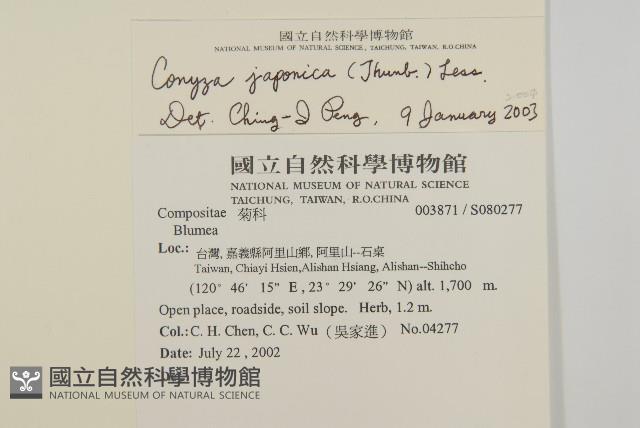 國立自然科學博物館
NATIONAL MUSEUM OF NATURAL SCIENCE, TAICHUNG, TAIWAN, R.O.CHINA
Conyza japonica (Thunb.) Less.
Det. Ching-I Peng, 9 January 2003
國立自然科學博物館
NATIONAL MUSEUM OF NATURAL SCIENCE
TAICHUNG, TAIWAN, R.O.CHINA
Compositae 菊科 003871 / S080277
Blumea
Loc.: 台灣, 嘉義縣阿里山鄉, 阿里山--石桌
Taiwan, Chiayi Hsien,Alishan Hsiang, Alishan--Shihcho
(120° 46' 15" E , 23° 29' 26" N) alt. 1,700 m.
Open place, roadside, soil slope. Herb, 1.2 m.
Col.: C. H. Chen, C. C. Wu (吳家進) No.04277
Date: July 22 , 2002
國立自然科學博物館
NATIONAL MUSEUM OF NATURAL SCIENCE